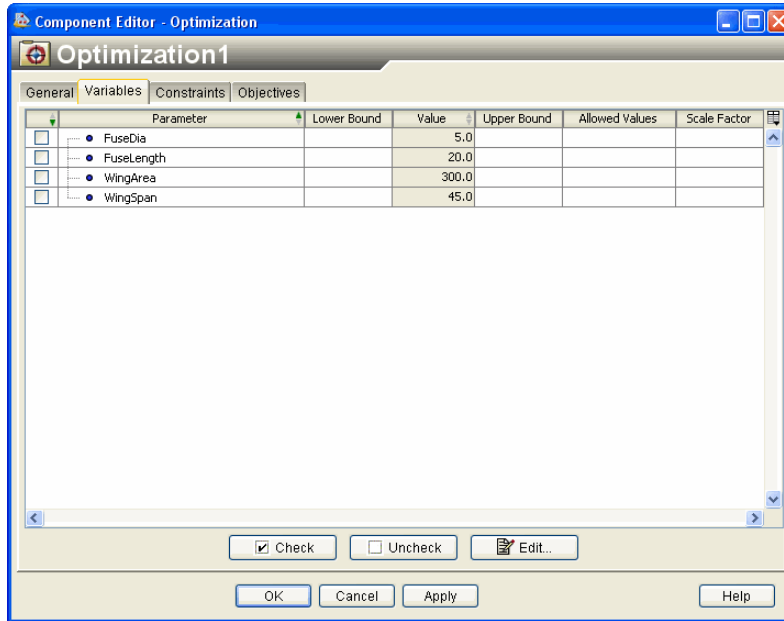 Component Editor - Optimization
Optimization1
General Variables Constraints Objectives
Parameter Lower Bound Value Upper Bound Allowed Values Scale Factor
FuseDia 5.0
FuseLength 20.0
WingArea 300.0
WingSpan 45.0
Check Uncheck Edit...
OK Cancel Apply Help